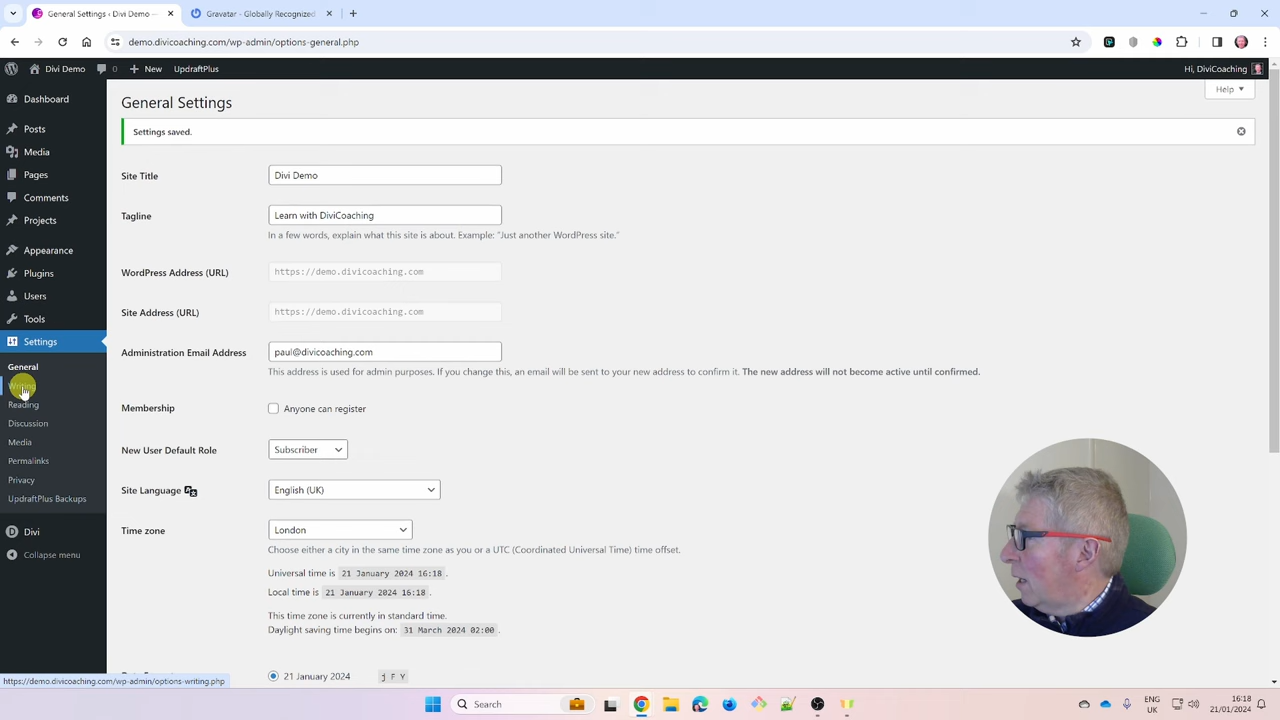 General Settings ‹ Divi Demo —
Gravatar - Globally Recognized
demo.divicoaching.com/wp-admin/options-general.php
Divi Demo
0
New
UpdraftPlus
Hi, DiviCoaching
Dashboard
Posts
Media
Pages
Comments
Projects
Appearance
Plugins
Users
Tools
Settings
General
Reading
Discussion
Media
Permalinks
Privacy
UpdraftPlus Backups
Divi
Collapse menu
Help
General Settings
Settings saved.
Site Title
Divi Demo
Tagline
Learn with DiviCoaching
In a few words, explain what this site is about. Example: “Just another WordPress site.”
WordPress Address (URL)
https://demo.divicoaching.com
Site Address (URL)
https://demo.divicoaching.com
Administration Email Address
paul@divicoaching.com
This address is used for admin purposes. If you change this, an email will be sent to your new address to confirm it. The new address will not become active until confirmed.
Membership
Anyone can register
New User Default Role
Subscriber
Site Language
English (UK)
Time zone
London
Choose either a city in the same time zone as you or a UTC (Coordinated Universal Time) time offset.
Universal time is 21 January 2024 16:18.
Local time is 21 January 2024 16:18.
This time zone is currently in standard time.
Daylight saving time begins on: 31 March 2024 02:00.
21 January 2024
j F Y
https://demo.divicoaching.com/wp-admin/options-writing.php
Search
ENG
UK
16:18
21/01/2024